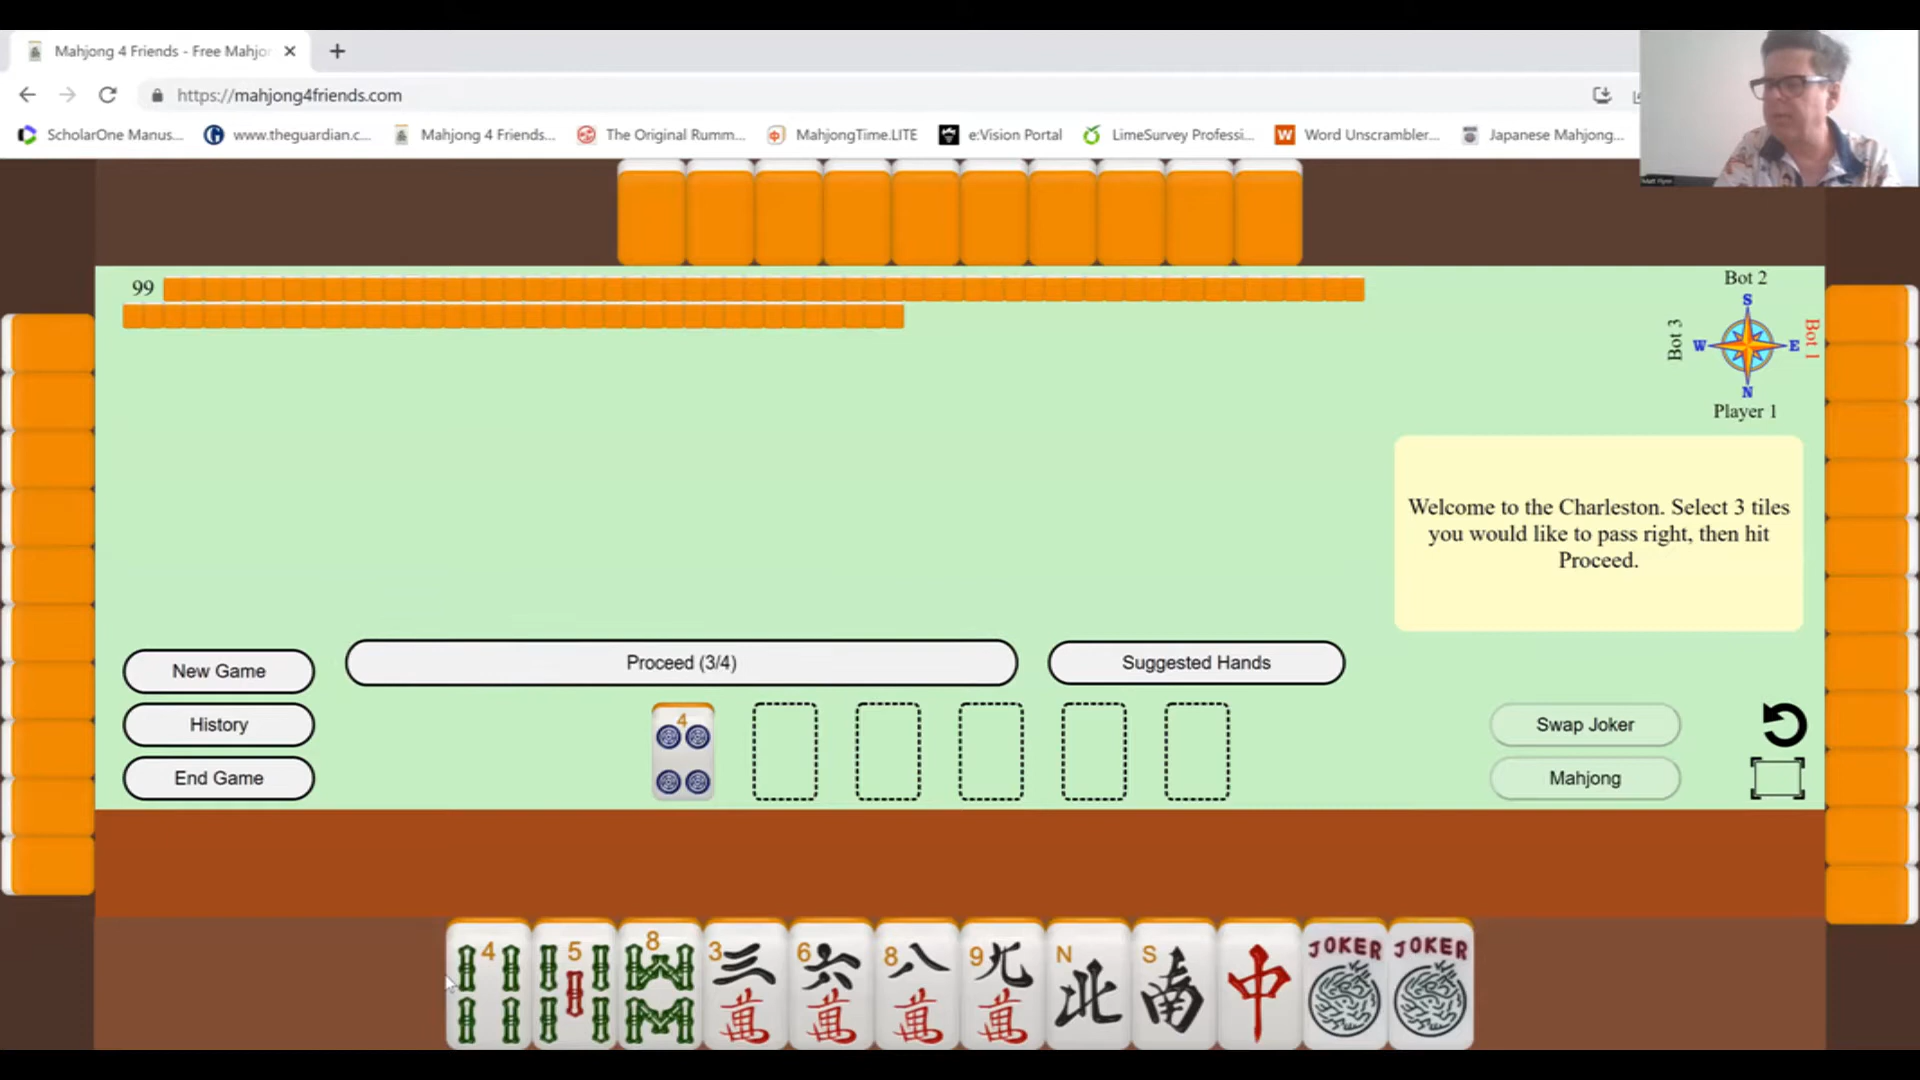 Mahjong 4 Friends - Free Mahjo
https://mahjong4friends.com
ScholarOne Manus... www.theguardian.c... Mahjong 4 Friends... The Original Rumm... MahjongTime.LITE e:Vision Portal LimeSurvey Professi... W Word Unscrambler... Japanese Mahjong...
Matt Flynn
99
Bot 2
S
Bot 3
W
E
Bot 1
N
Player 1
Welcome to the Charleston. Select 3 tiles
you would like to pass right, then hit
Proceed.
New Game
Proceed (3/4)
Suggested Hands
History
End Game
4
Swap Joker
Mahjong
4 5 8 3 三 萬 6 六 萬 8 八 萬 9 九 萬 N 北 S 南 中 JOKER JOKER